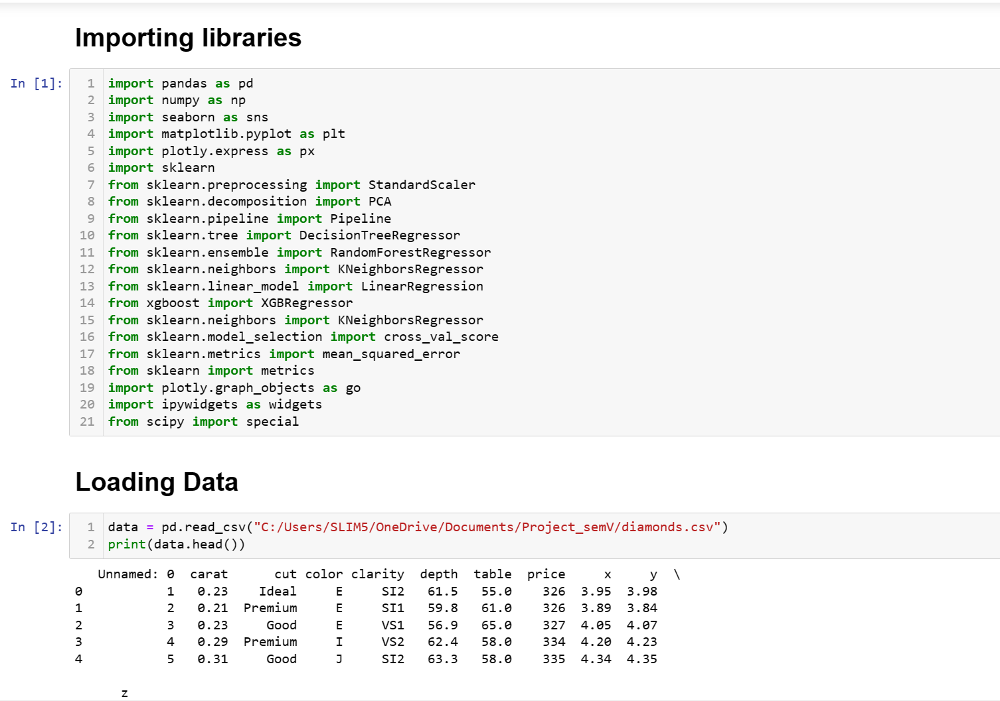 Importing libraries
In [1]:
1 import pandas as pd
2 import numpy as np
3 import seaborn as sns
4 import matplotlib.pyplot as plt
5 import plotly.express as px
6 import sklearn
7 from sklearn.preprocessing import StandardScaler
8 from sklearn.decomposition import PCA
9 from sklearn.pipeline import Pipeline
10 from sklearn.tree import DecisionTreeRegressor
11 from sklearn.ensemble import RandomForestRegressor
12 from sklearn.neighbors import KNeighborsRegressor
13 from sklearn.linear_model import LinearRegression
14 from xgboost import XGBRegressor
15 from sklearn.neighbors import KNeighborsRegressor
16 from sklearn.model_selection import cross_val_score
17 from sklearn.metrics import mean_squared_error
18 from sklearn import metrics
19 import plotly.graph_objects as go
20 import ipywidgets as widgets
21 from scipy import special
Loading Data
In [2]:
1 data = pd.read_csv("C:/Users/SLIM5/OneDrive/Documents/Project_semV/diamonds.csv")
2 print(data.head())
Unnamed: 0 carat cut color clarity depth table price x y \
0 1 0.23 Ideal E SI2 61.5 55.0 326 3.95 3.98
1 2 0.21 Premium E SI1 59.8 61.0 326 3.89 3.84
2 3 0.23 Good E VS1 56.9 65.0 327 4.05 4.07
3 4 0.29 Premium I VS2 62.4 58.0 334 4.20 4.23
4 5 0.31 Good J SI2 63.3 58.0 335 4.34 4.35
z